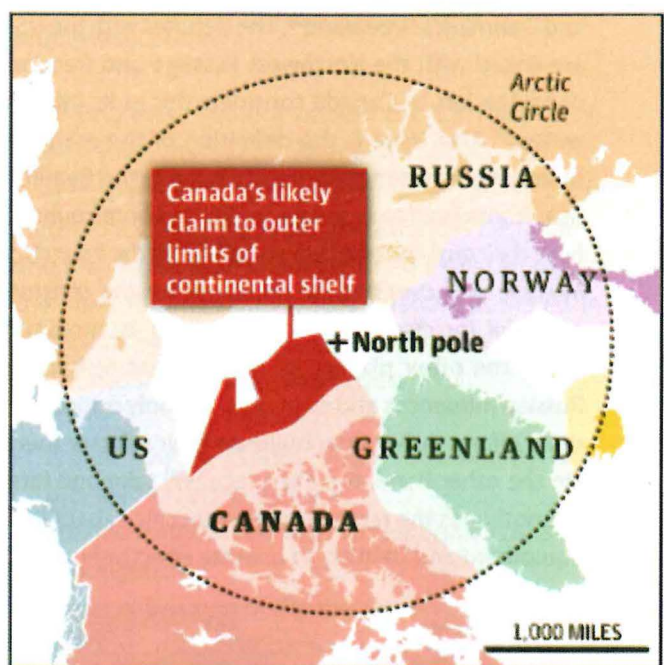 Arctic
Circle
RUSSIA
Canada's likely
claim to outer
limits of
continental shelf
NORWAY
+North pole
US
GREENLAND
CANADA
1,000 MILES